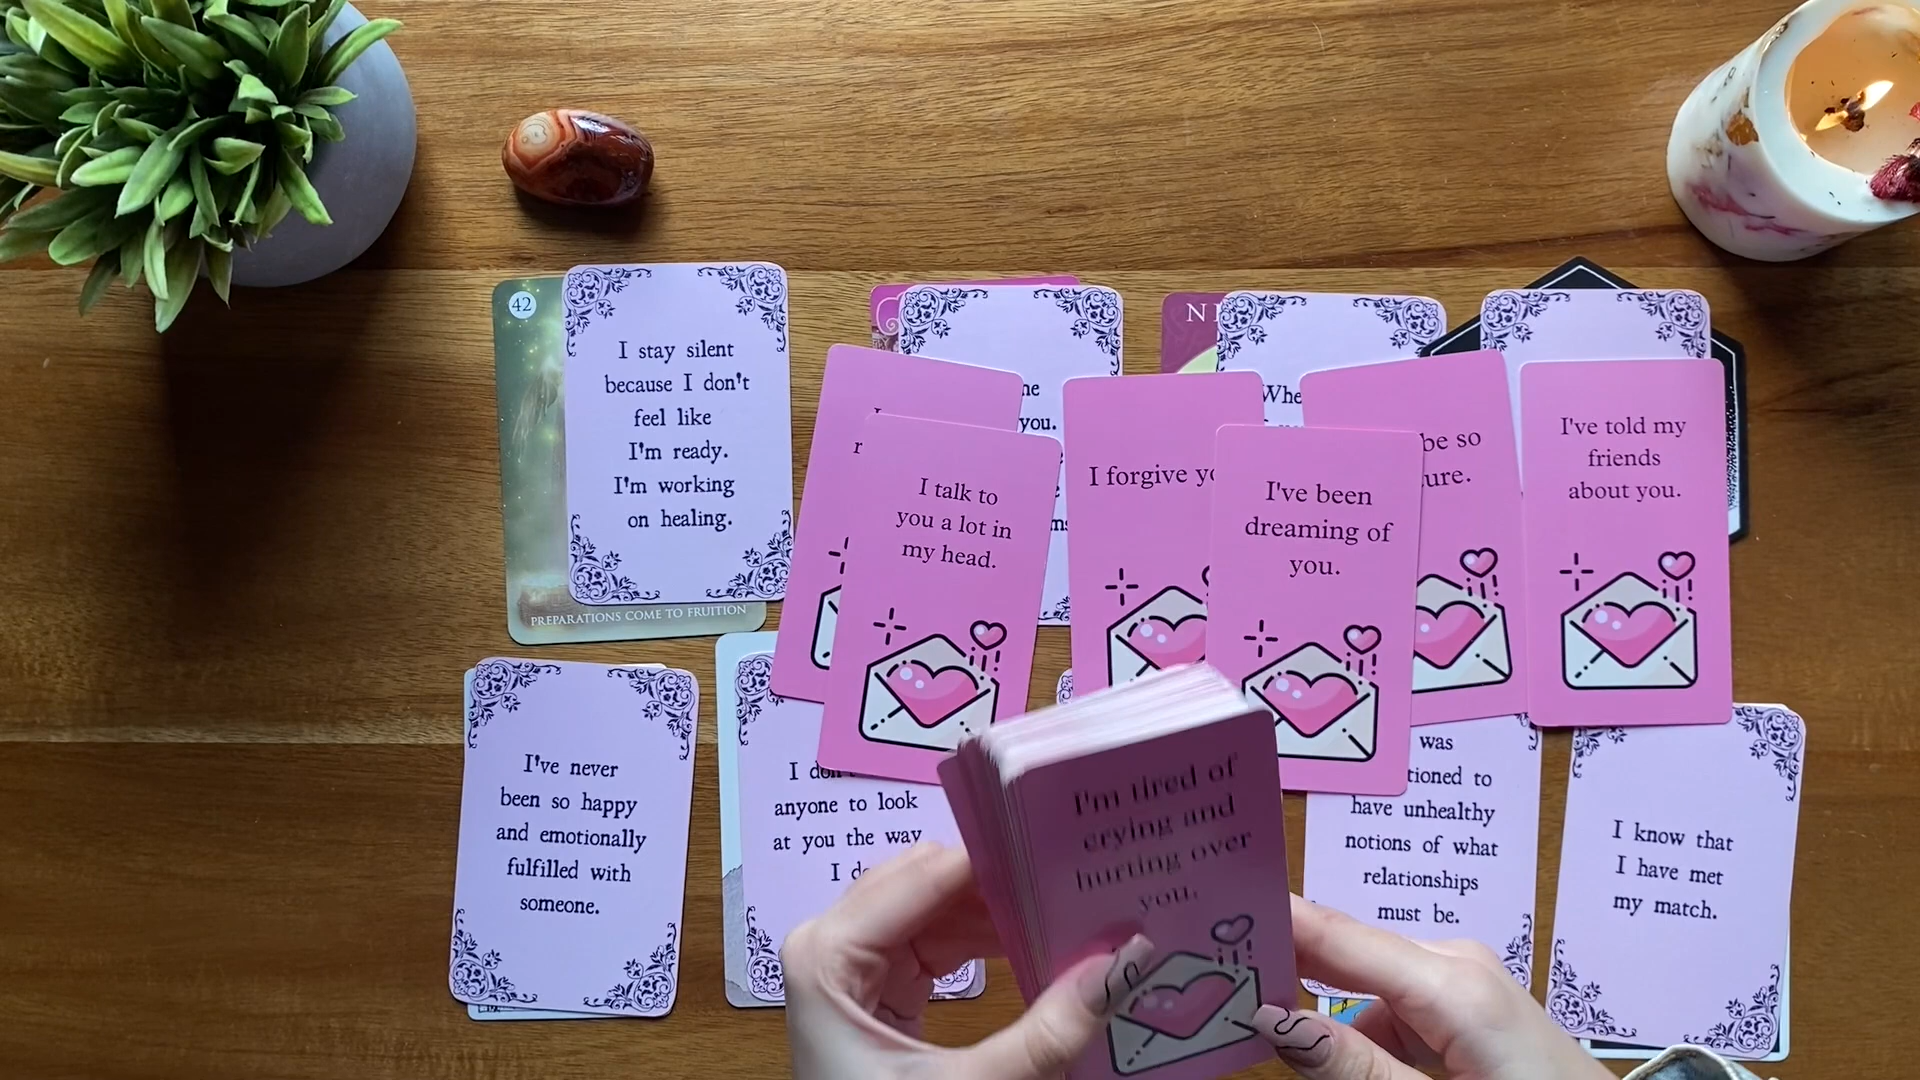 42
I stay silent
because I don't
feel like
I'm ready.
I'm working
on healing.
PREPARATIONS COME TO FRUITION
you.
N
I talk to
you a lot in
my head.
I forgive
I've been
dreaming of
you.
be so
I've told my
friends
about you.
I've never
been so happy
and emotionally
fulfilled with
someone.
I
anyone to look
at you the way
I
I'm tired of
crying and
hurting over
you.
was
have unhealthy
notions of what
relationships
must be.
I know that
I have met
my match.